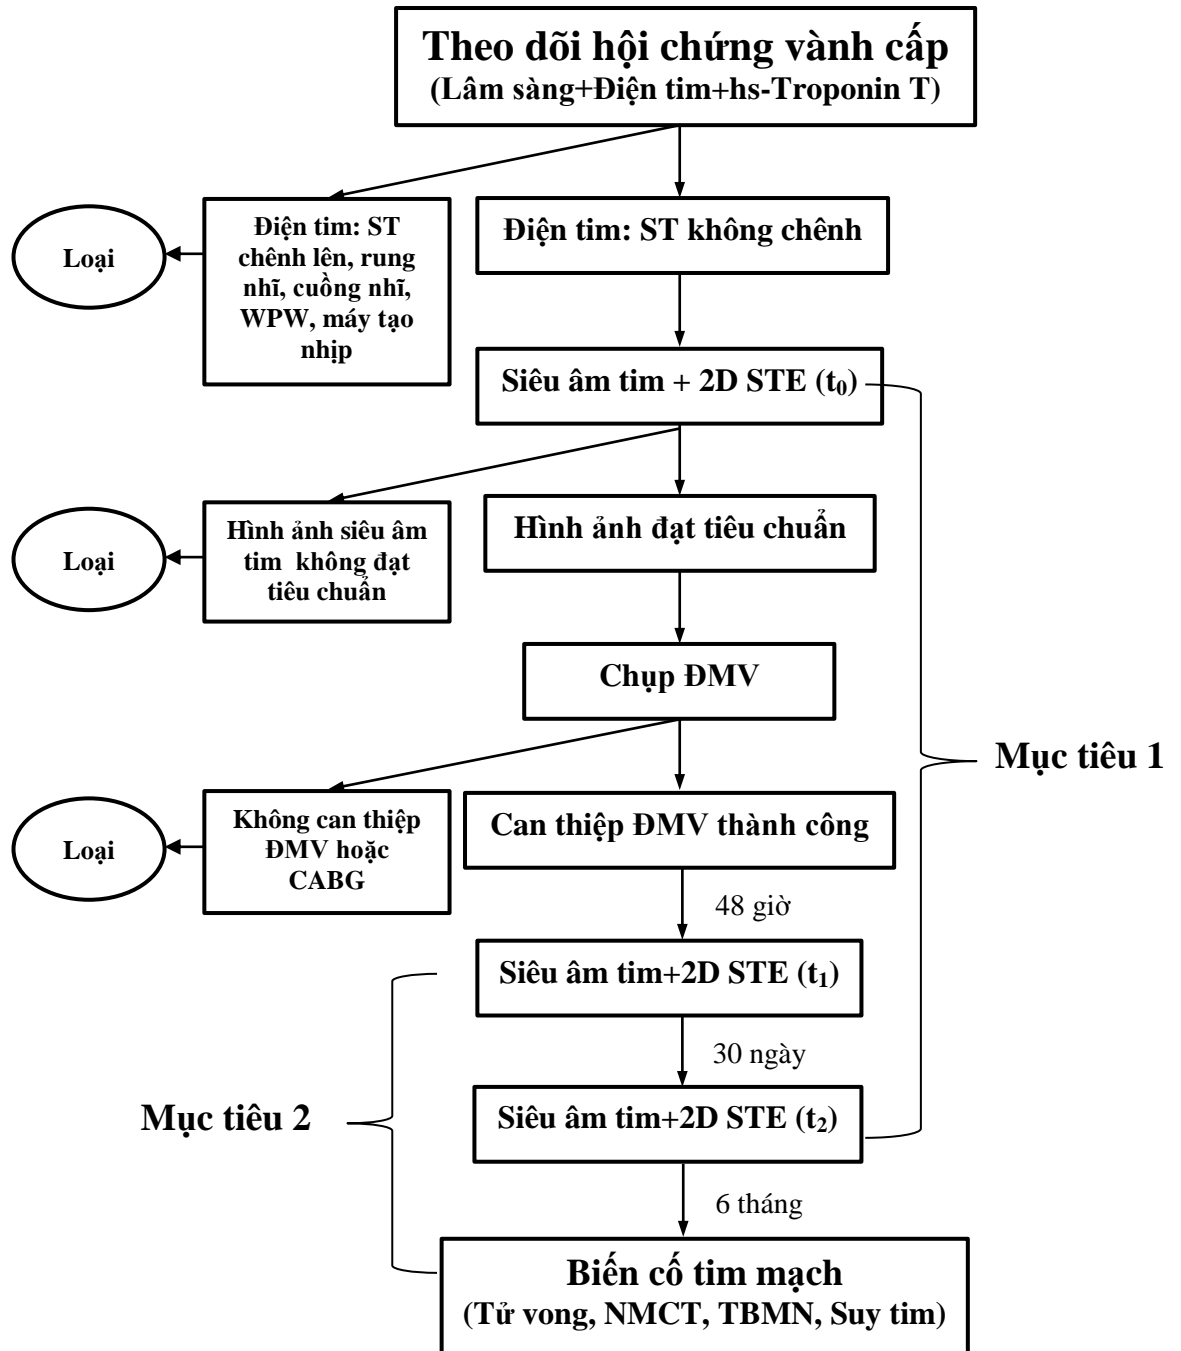 Theo dõi hội chứng vành cấp
(Lâm sàng+Điện tim+hs-Troponin T)
Loại
Điện tim: ST
chênh lên, rung
nhĩ, cuồng nhĩ,
WPW, máy tạo
nhịp
Điện tim: ST không chênh
Siêu âm tim + 2D STE (t₀)
Loại
Hình ảnh siêu âm
tim không đạt
tiêu chuẩn
Hình ảnh đạt tiêu chuẩn
Chụp ĐMV
Mục tiêu 1
Loại
Không can thiệp
ĐMV hoặc
CABG
Can thiệp ĐMV thành công
48 giờ
Siêu âm tim+2D STE (t₁)
30 ngày
Mục tiêu 2
Siêu âm tim+2D STE (t₂)
6 tháng
Biến cố tim mạch
(Tử vong, NMCT, TBMN, Suy tim)